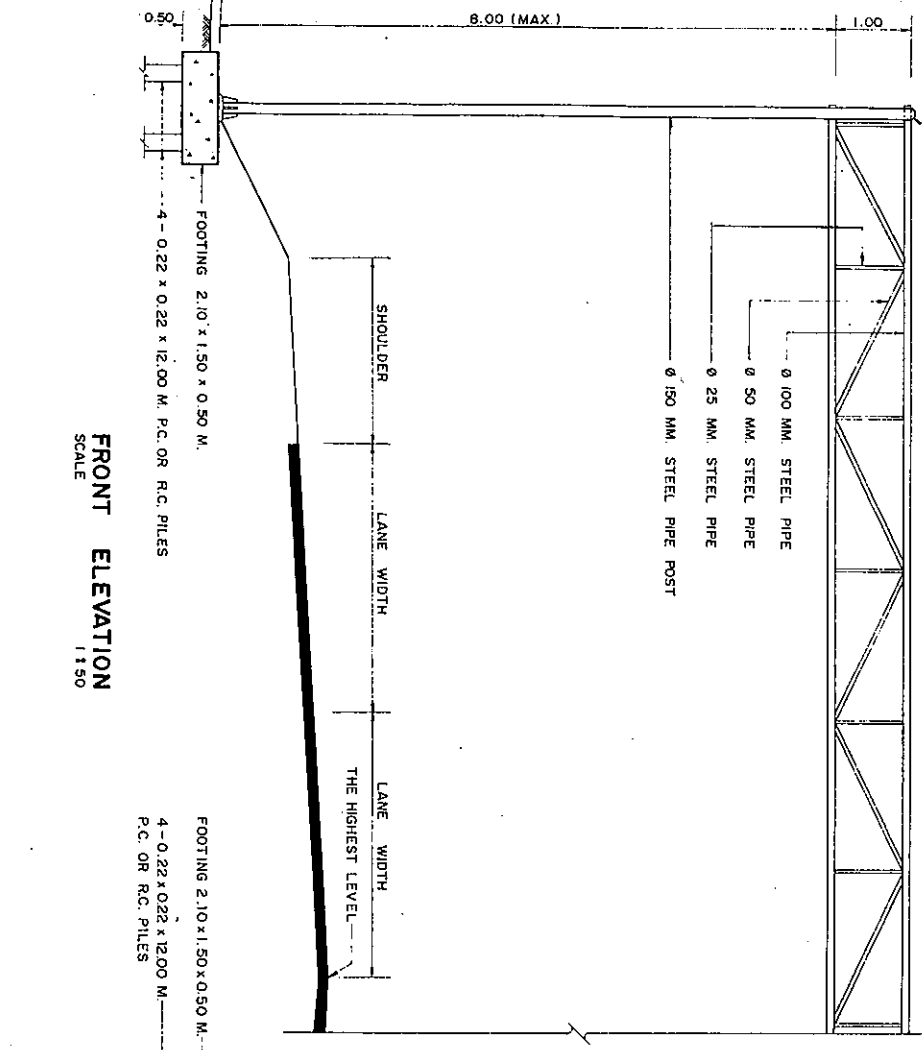 0.50
8.00 (MAX.)
1.00
Ø 100 MM. STEEL PIPE
Ø 50 MM. STEEL PIPE
Ø 25 MM. STEEL PIPE
Ø 150 MM. STEEL PIPE POST
SHOULDER
LANE WIDTH
LANE WIDTH
THE HIGHEST LEVEL
FOOTING 2.10 x 1.50 x 0.50 M.
4 - 0.22 x 0.22 x 12.00 M. P.C. OR R.C. PILES
FOOTING 2.10 x 1.50 x 0.50 M.
4 - 0.22 x 0.22 x 12.00 M.
P.C. OR R.C. PILES
FRONT ELEVATION
SCALE 1:50